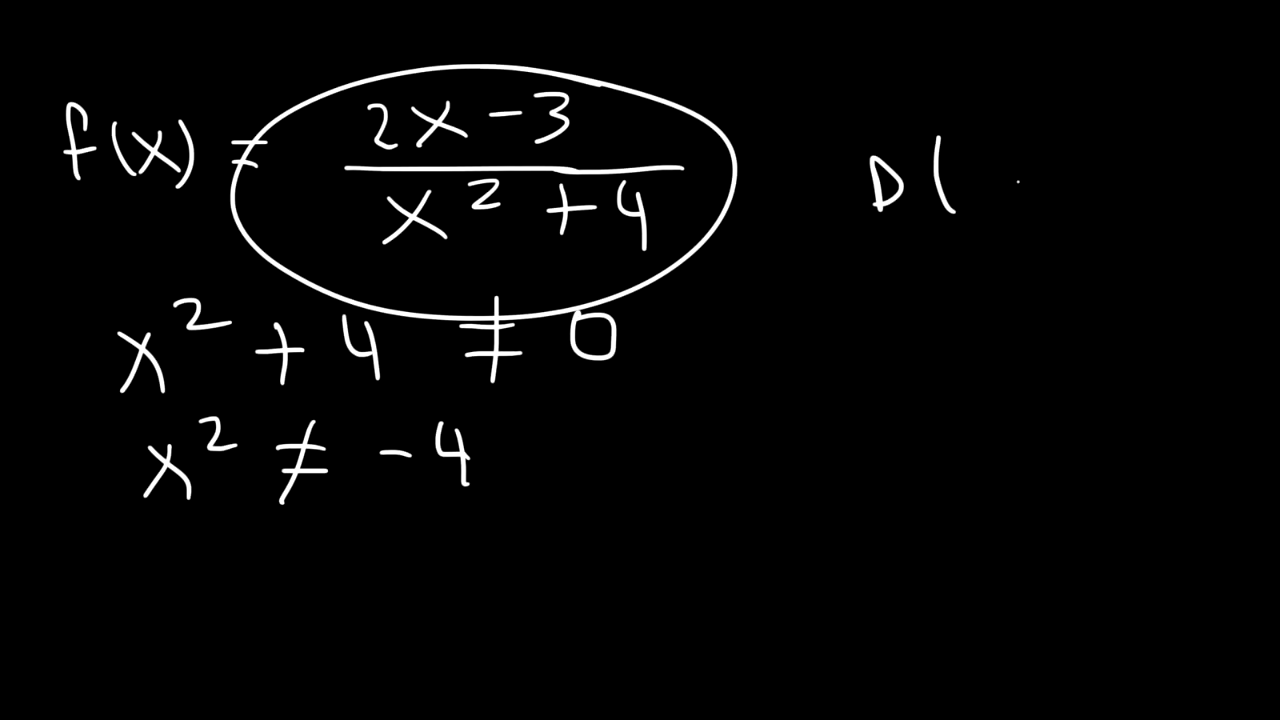 f(x) = (2x - 3)/(x² + 4)
D(
x² + 4 ≠ 0
x² ≠ -4